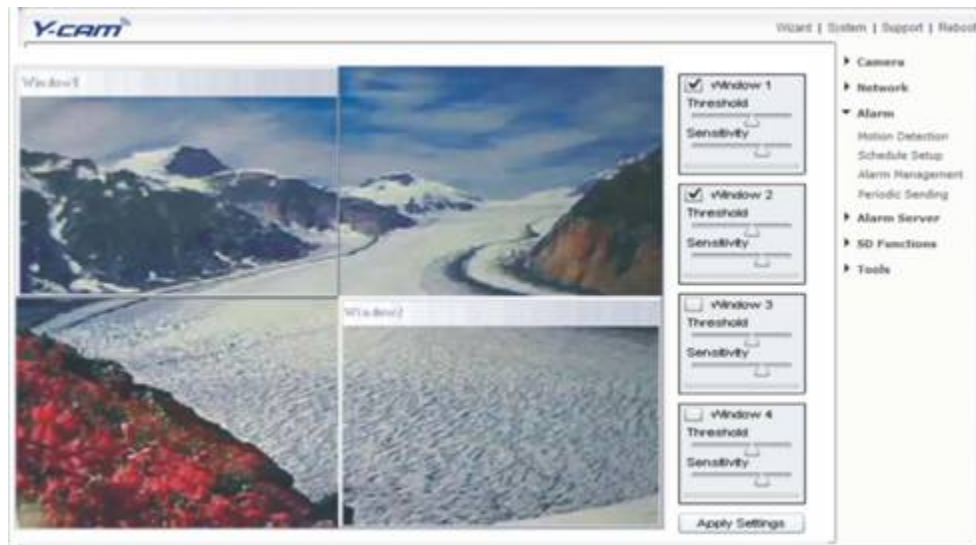 Y-cam
Wizard | System | Support | Reboot
Window1
Window2
Window 1
Threshold
Sensitivity
Window 2
Threshold
Sensitivity
Window 3
Threshold
Sensitivity
Window 4
Threshold
Sensitivity
Apply Settings
Camera
Network
Alarm
Motion Detection
Schedule Setup
Alarm Management
Periodic Sending
Alarm Server
SD Functions
Tools